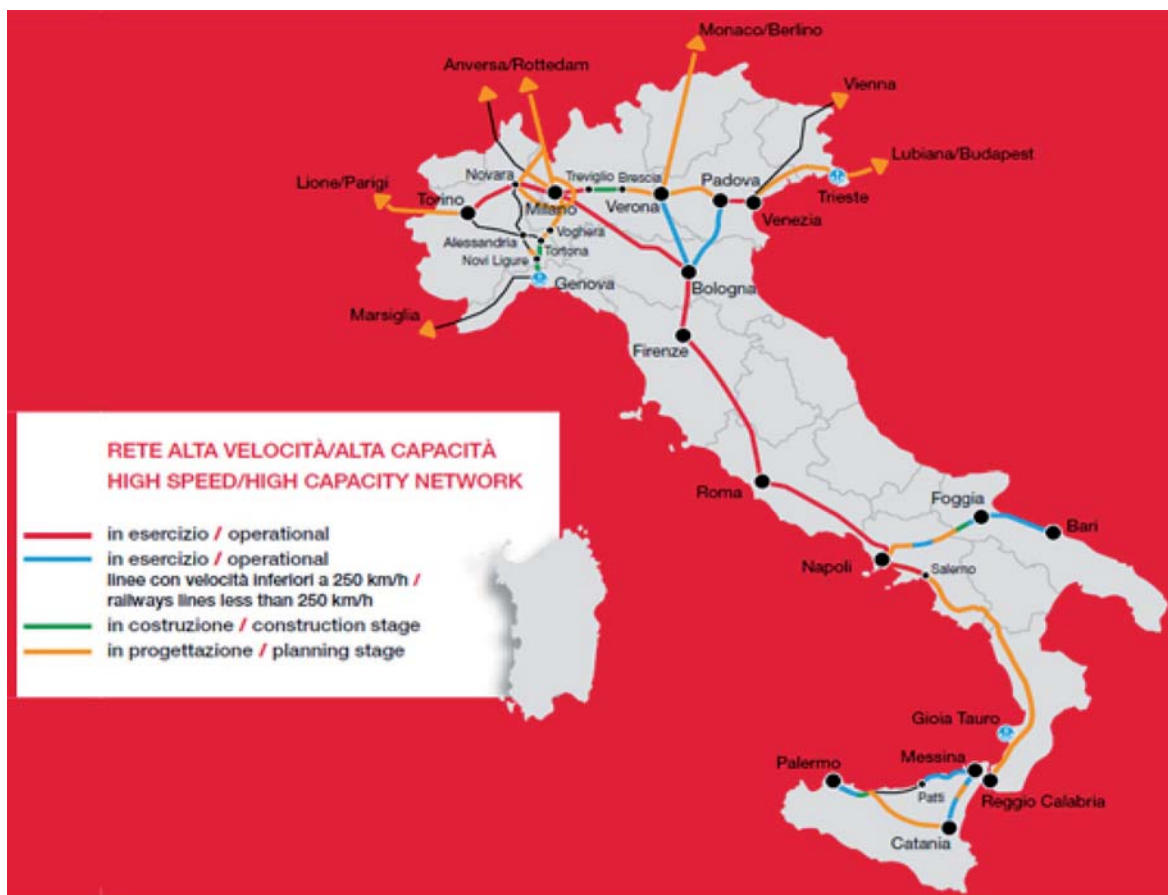 Monaco/Berlino
Anversa/Rottedam
Vienna
Lubiana/Budapest
Lione/Parigi
Novara
Treviglio
Brescia
Padova
Torino
Milano
Verona
Venezia
Trieste
Alessandria
Voghera
Tortona
Novi Ligure
Genova
Bologna
Marsiglia
Firenze
RETE ALTA VELOCITÀ/ALTA CAPACITÀ
HIGH SPEED/HIGH CAPACITY NETWORK
in esercizio / operational
in esercizio / operational
linee con velocità inferiori a 250 km/h /
railways lines less than 250 km/h
in costruzione / construction stage
in progettazione / planning stage
Roma
Foggia
Bari
Napoli
Salerno
Gioia Tauro
Messina
Palermo
Patti
Reggio Calabria
Catania